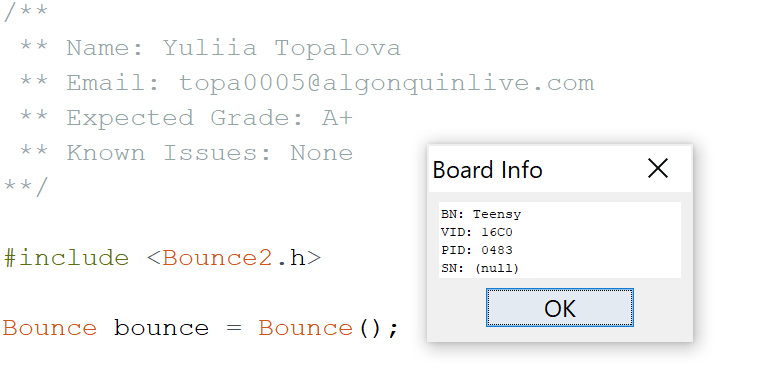 /**
** Name: Yuliia Topalova
** Email: topa0005@algonquinlive.com
** Expected Grade: A+
** Known Issues: None
**/
#include <Bounce2.h>
Bounce bounce = Bounce();
Board Info
BN: Teensy
VID: 16C0
PID: 0483
SN: (null)
OK